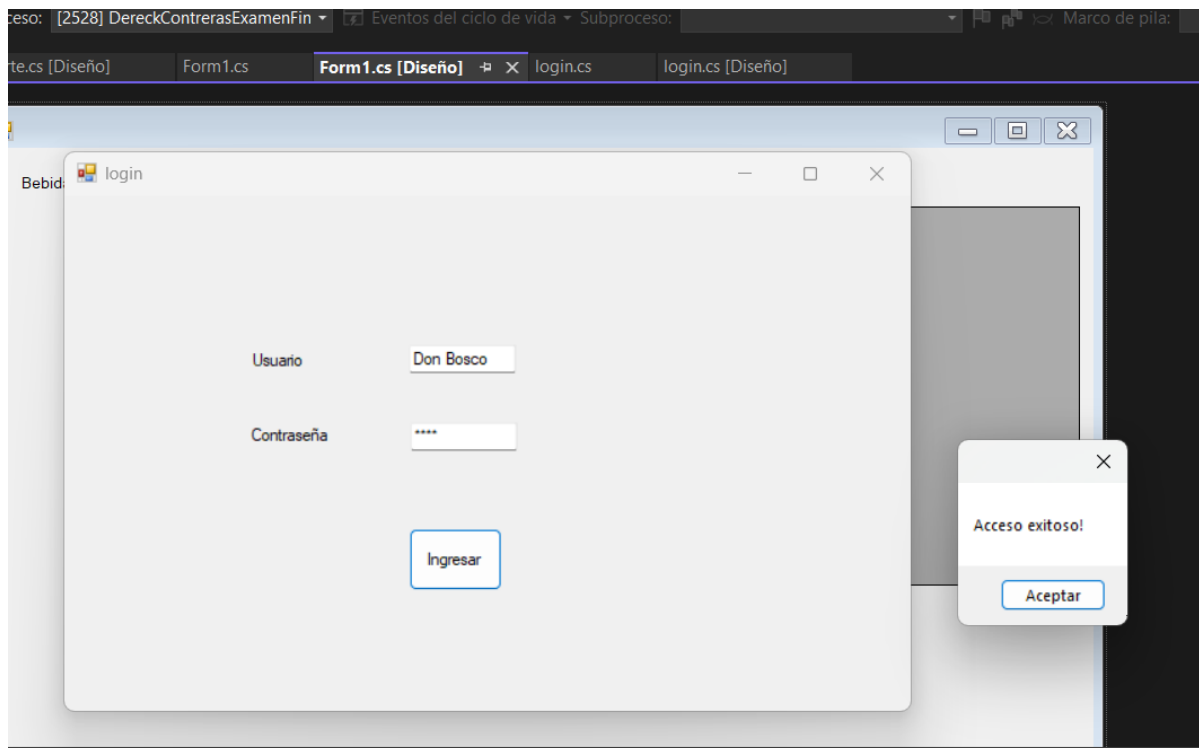 ceso: [2528] DereckContrerasExamenFin Eventos del ciclo de vida Subproceso: Marco de pila:
rte.cs [Diseño] Form1.cs Form1.cs [Diseño] login.cs login.cs [Diseño]
Bebid
login
Usuario Don Bosco
Contraseña ****
Ingresar
Acceso exitoso!
Aceptar